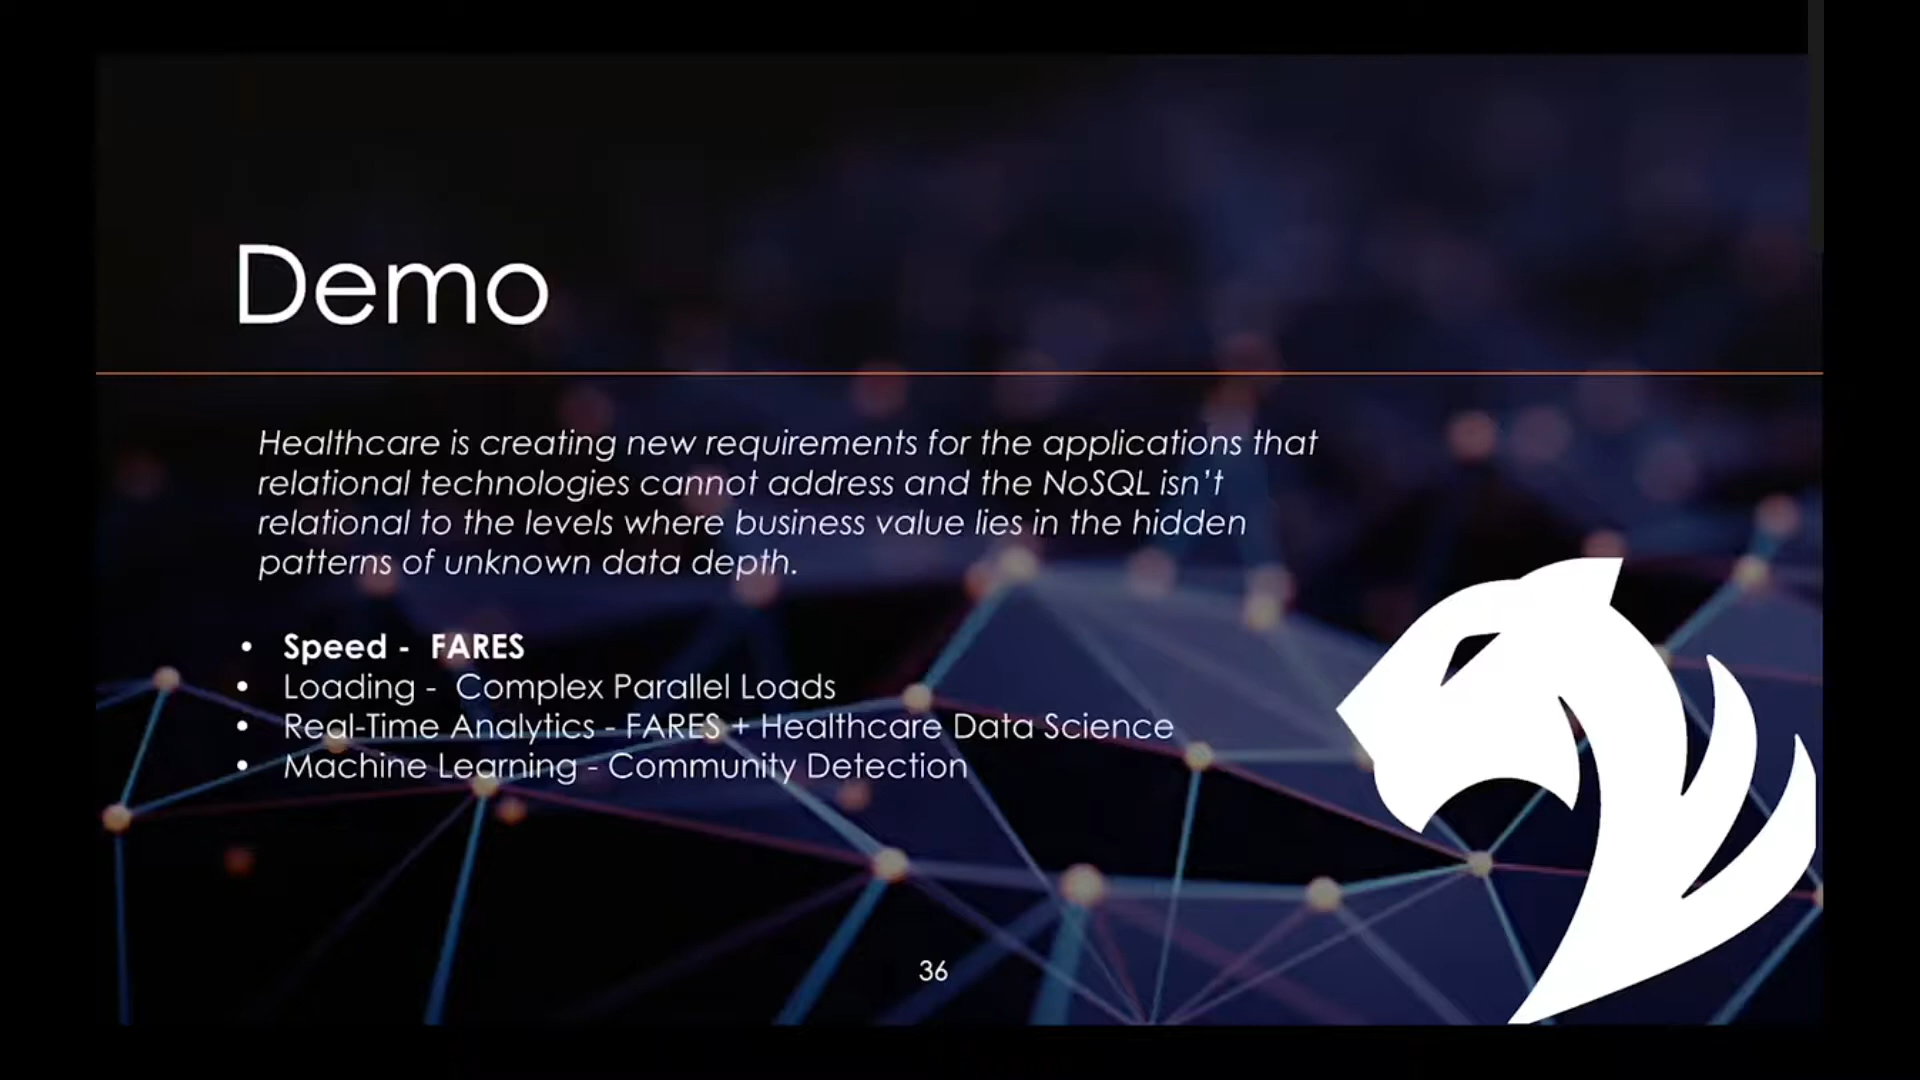 Demo
Healthcare is creating new requirements for the applications that
relational technologies cannot address and the NoSQL isn't
relational to the levels where business value lies in the hidden
patterns of unknown data depth.
• Speed - FARES
• Loading - Complex Parallel Loads
• Real-Time Analytics - FARES + Healthcare Data Science
• Machine Learning - Community Detection
36